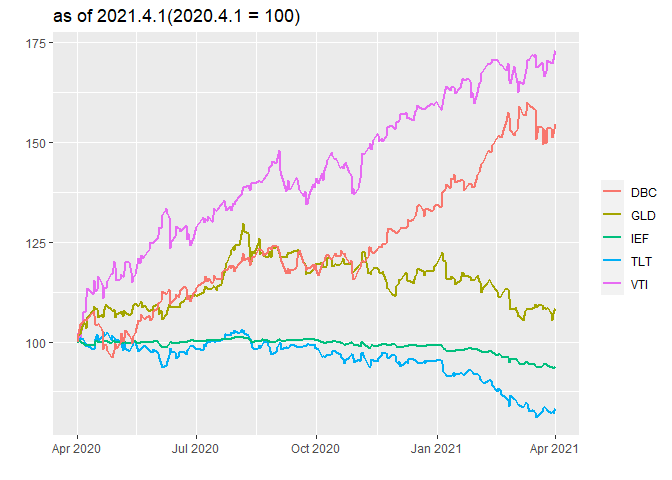 as of 2021.4.1(2020.4.1 = 100)
175
150
125
100
Apr 2020
Jul 2020
Oct 2020
Jan 2021
Apr 2021
DBC
GLD
IEF
TLT
VTI